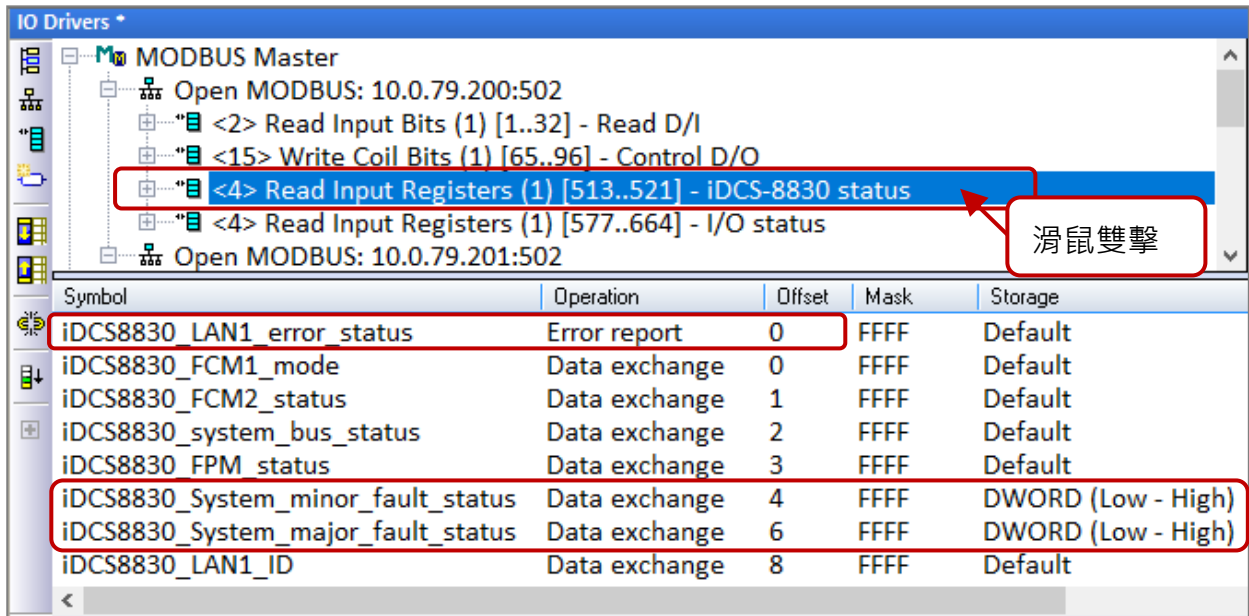 IO Drivers *
MODBUS Master
Open MODBUS: 10.0.79.200:502
<2> Read Input Bits (1) [1..32] - Read D/I
<15> Write Coil Bits (1) [65..96] - Control D/O
<4> Read Input Registers (1) [513..521] - iDCS-8830 status
<4> Read Input Registers (1) [577..664] - I/O status
滑鼠雙擊
Open MODBUS: 10.0.79.201:502
Symbol Operation Offset Mask Storage
iDCS8830_LAN1_error_status Error report 0 FFFF Default
iDCS8830_FCM1_mode Data exchange 0 FFFF Default
iDCS8830_FCM2_status Data exchange 1 FFFF Default
iDCS8830_system_bus_status Data exchange 2 FFFF Default
iDCS8830_FPM_status Data exchange 3 FFFF Default
iDCS8830_System_minor_fault_status Data exchange 4 FFFF DWORD (Low - High)
iDCS8830_System_major_fault_status Data exchange 6 FFFF DWORD (Low - High)
iDCS8830_LAN1_ID Data exchange 8 FFFF Default